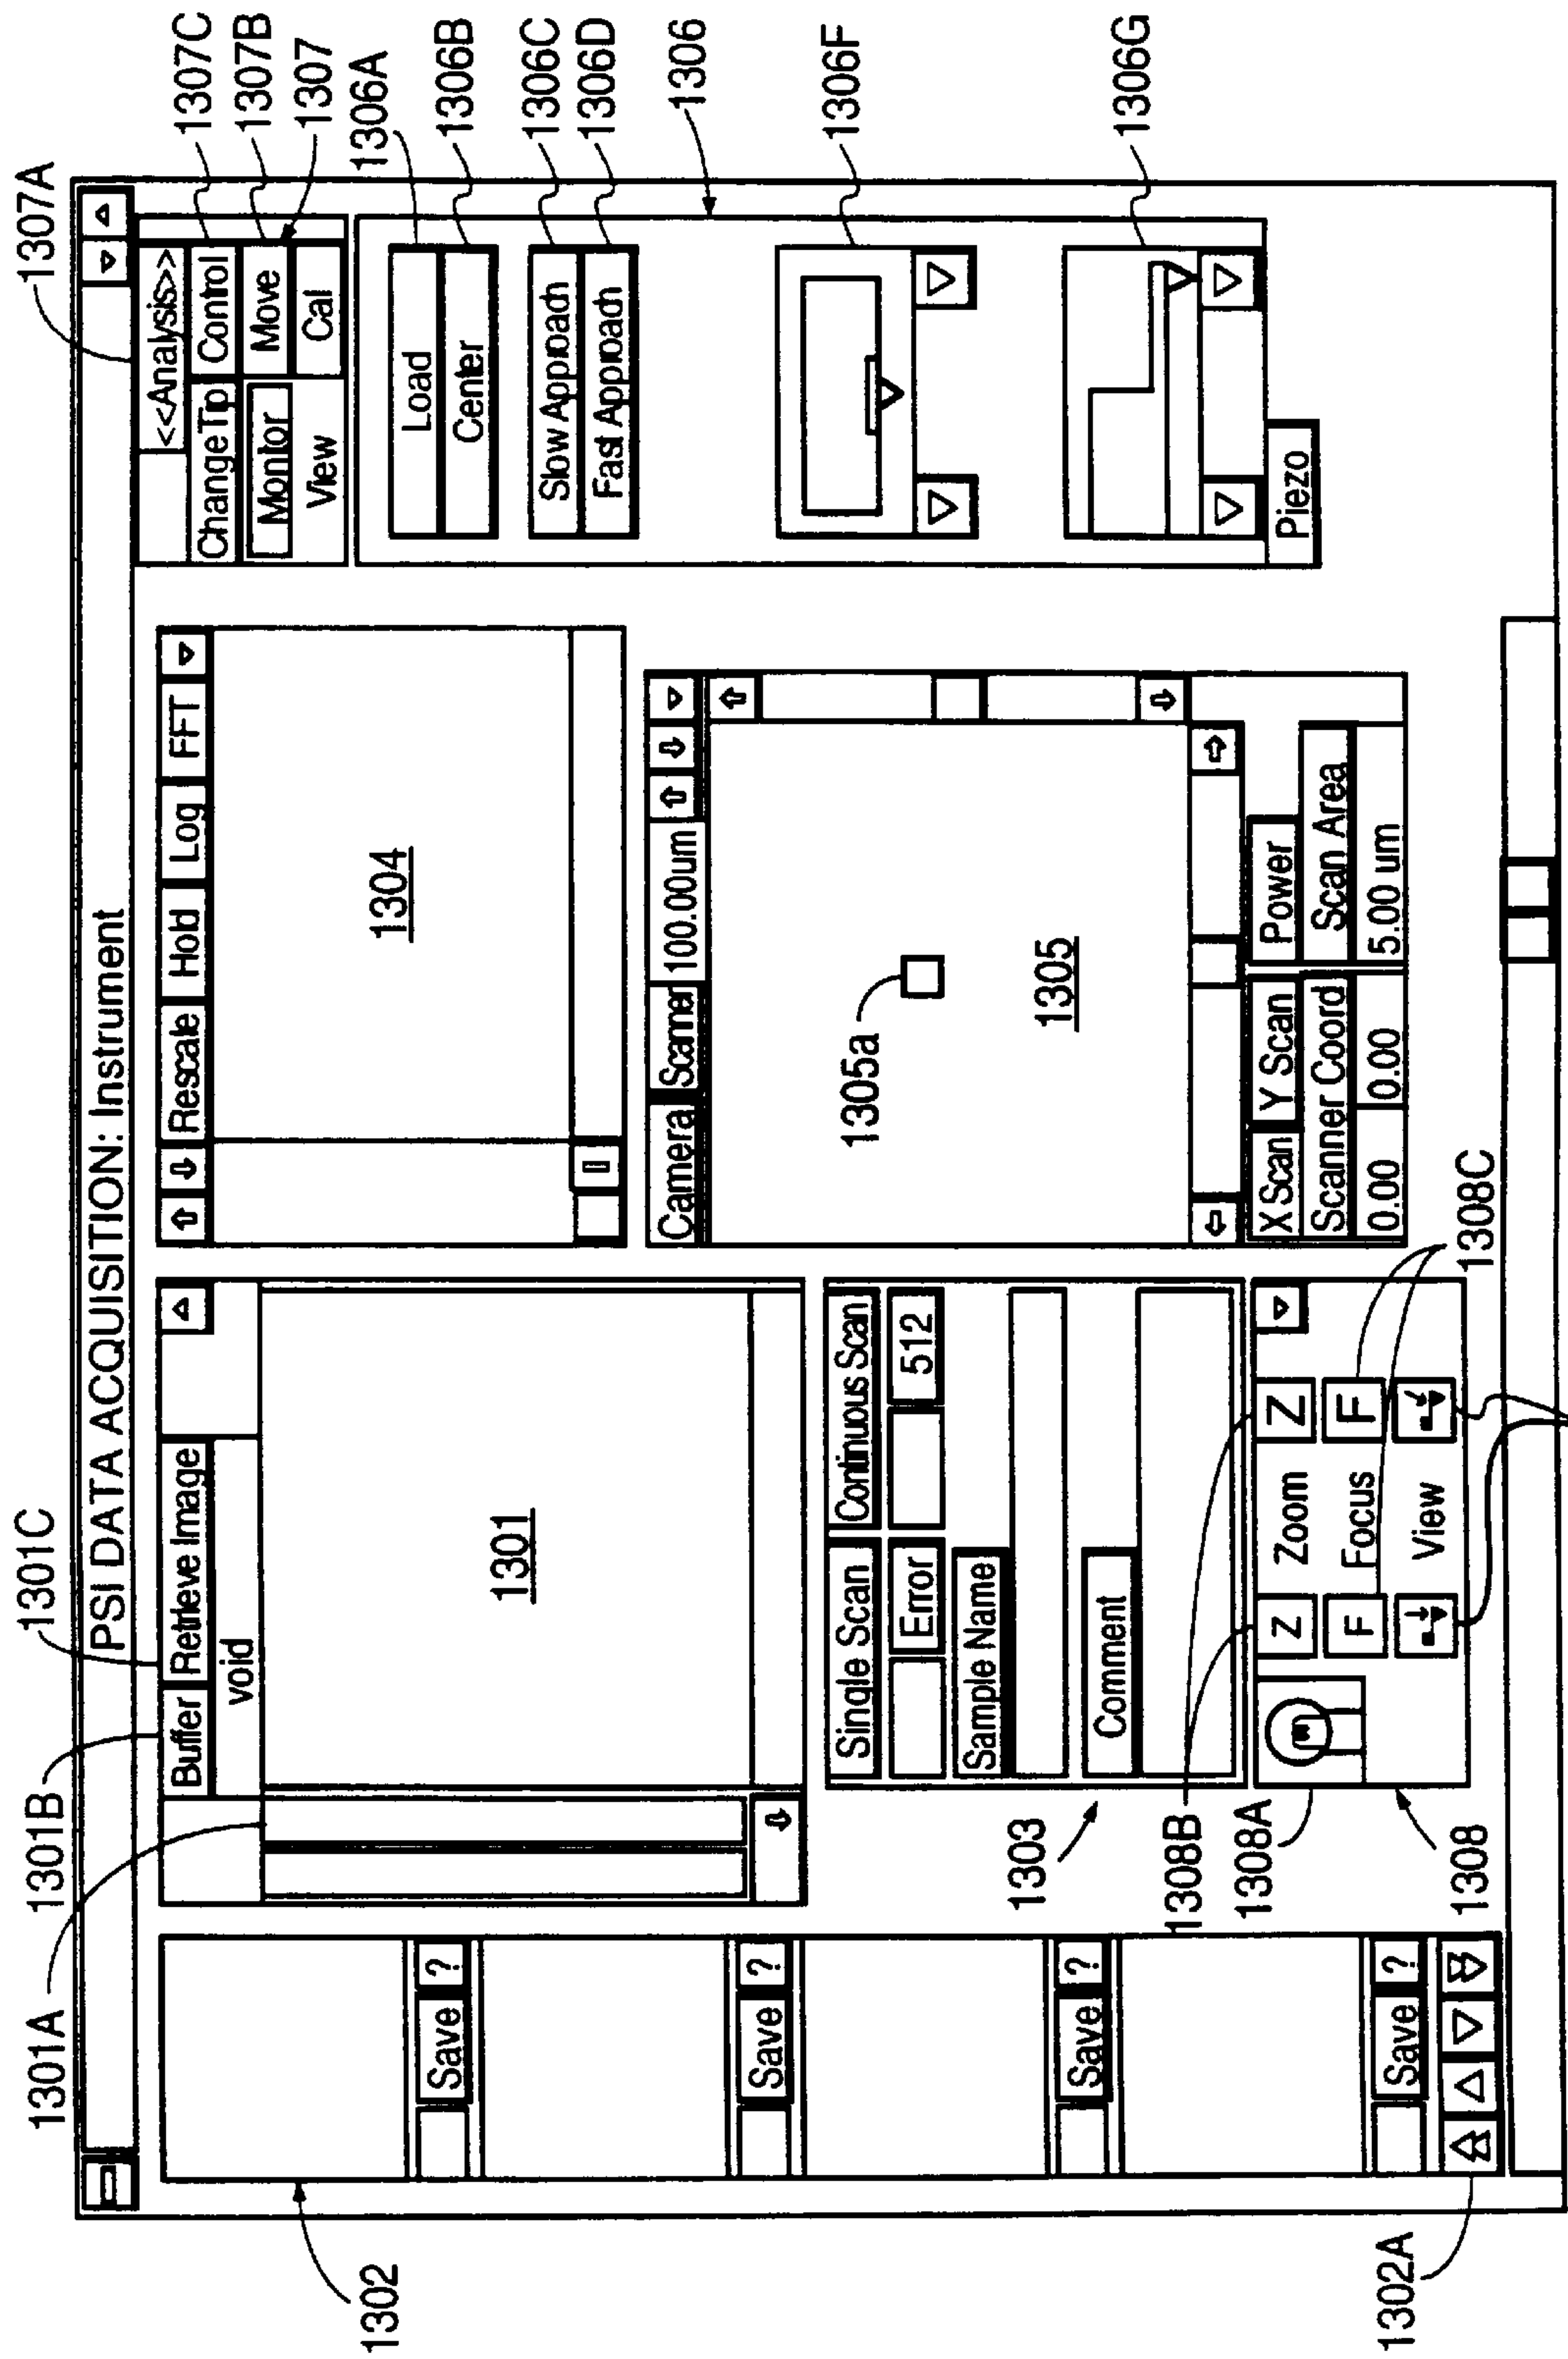 1307A
1307C
1307B
1307
1306A
1306B
1306C
1306D
1306
1306F
1306G
1301C
1301B
1301A
PSI DATA ACQUISITION: Instrument
Buffer Retrieve Image
void
1301
Rescale Hold Log FFT
1304
<<Analysis>>
ChangeTip Control
Monitor Move
View Cal
Load
Center
Slow Approach
Fast Approach
Piezo
Save ?
Save ?
Save ?
Save ?
1302
1302A
Single Scan Continuous Scan
Error 512
Sample Name
Comment
1303
Camera Scanner 100.00um
1305a
1305
X Scan Y Scan Power
Scanner Coord Scan Area
0.00 0.00 5.00 um
Z Zoom Z
F Focus F
View
1308B
1308A
1308
1308C